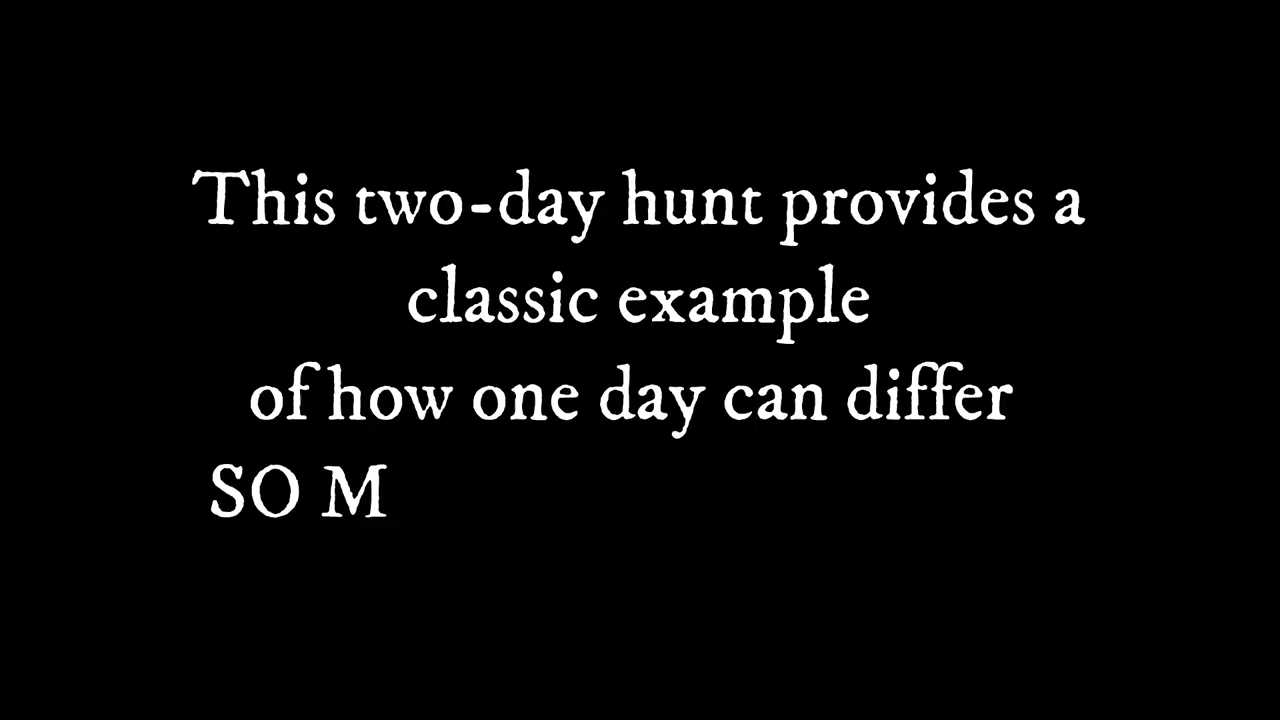 This two-day hunt provides a
classic example
of how one day can differ
SO M